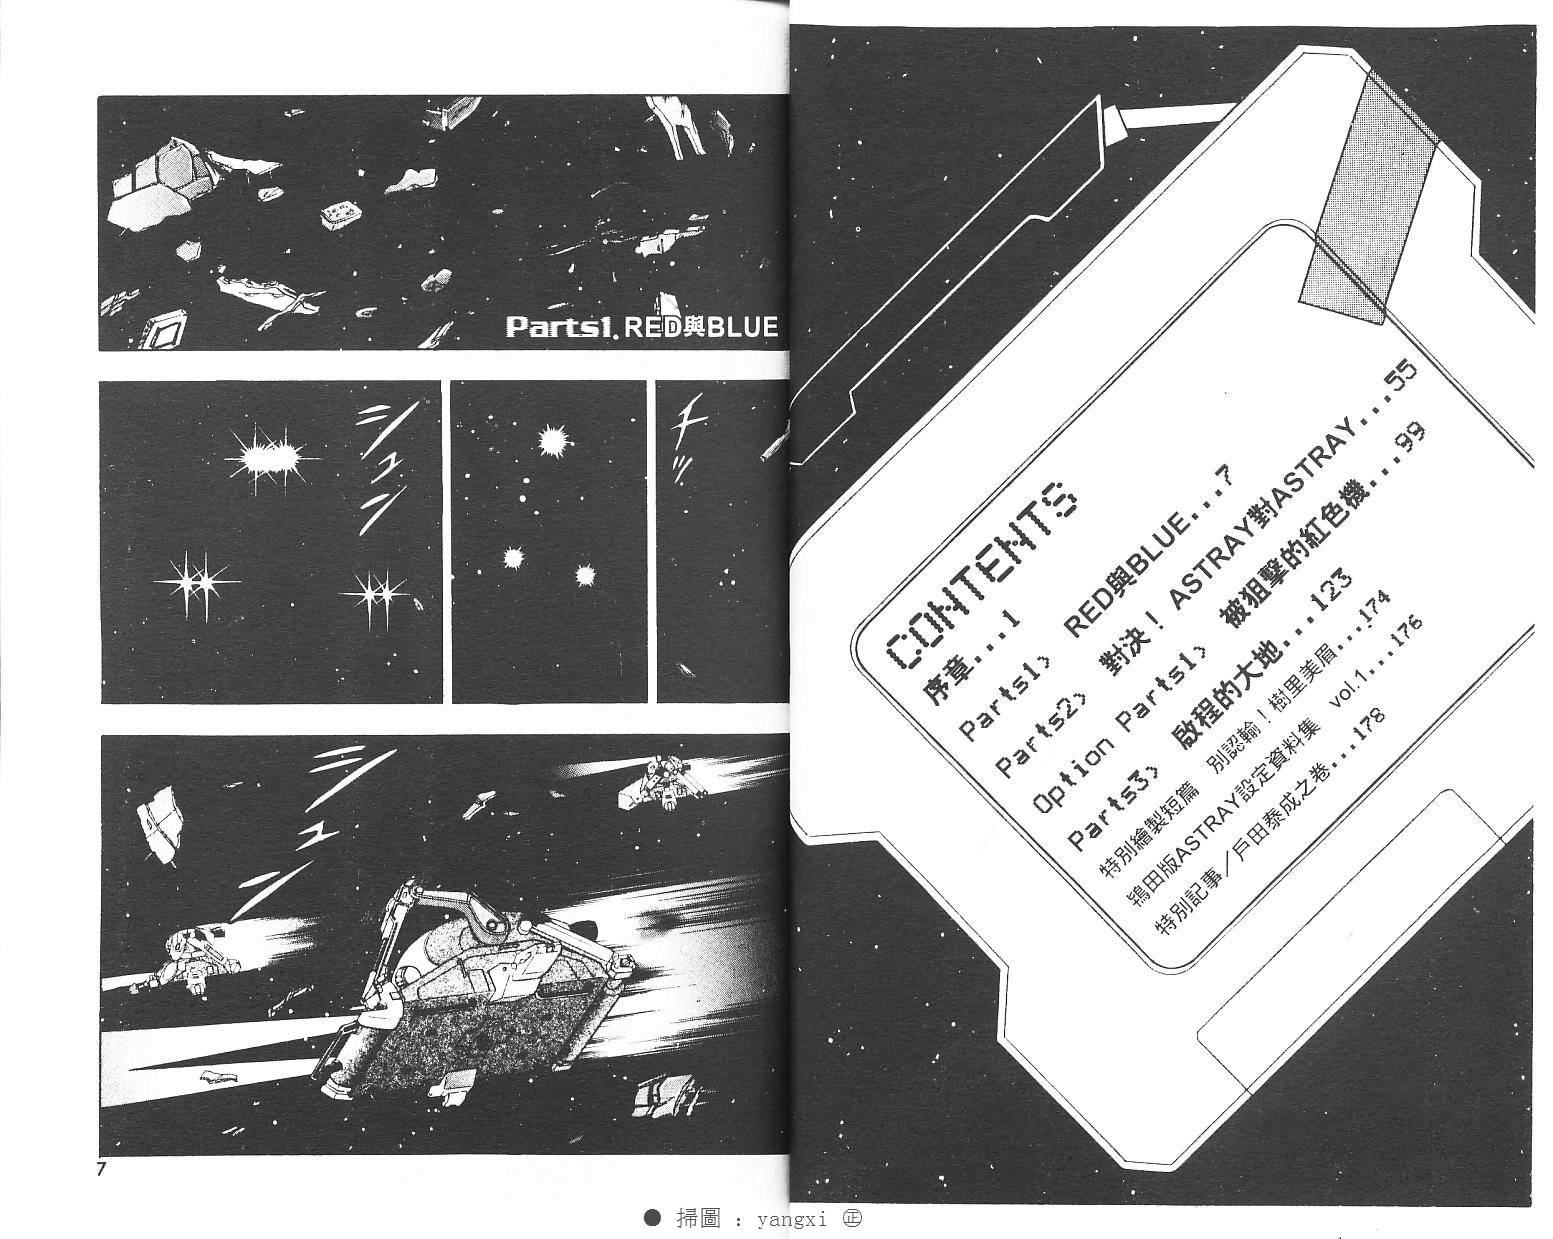 CONTENTS
序章...1
Parts1> RED與BLUE...7
Parts2> 對決！ASTRAY對ASTRAY...55
Option Parts1> 被狙擊的紅色機...99
Parts3> 啟程的大地...123
特別繪製短篇 別認輸！樹里美眉...174
鴇田版ASTRAY設定資料集 vol.1...176
特別記事／戶田泰成之卷...178
Parts1.RED與BLUE
キッ
シュン
シュン
7
● 掃圖 : yangxi ㊣